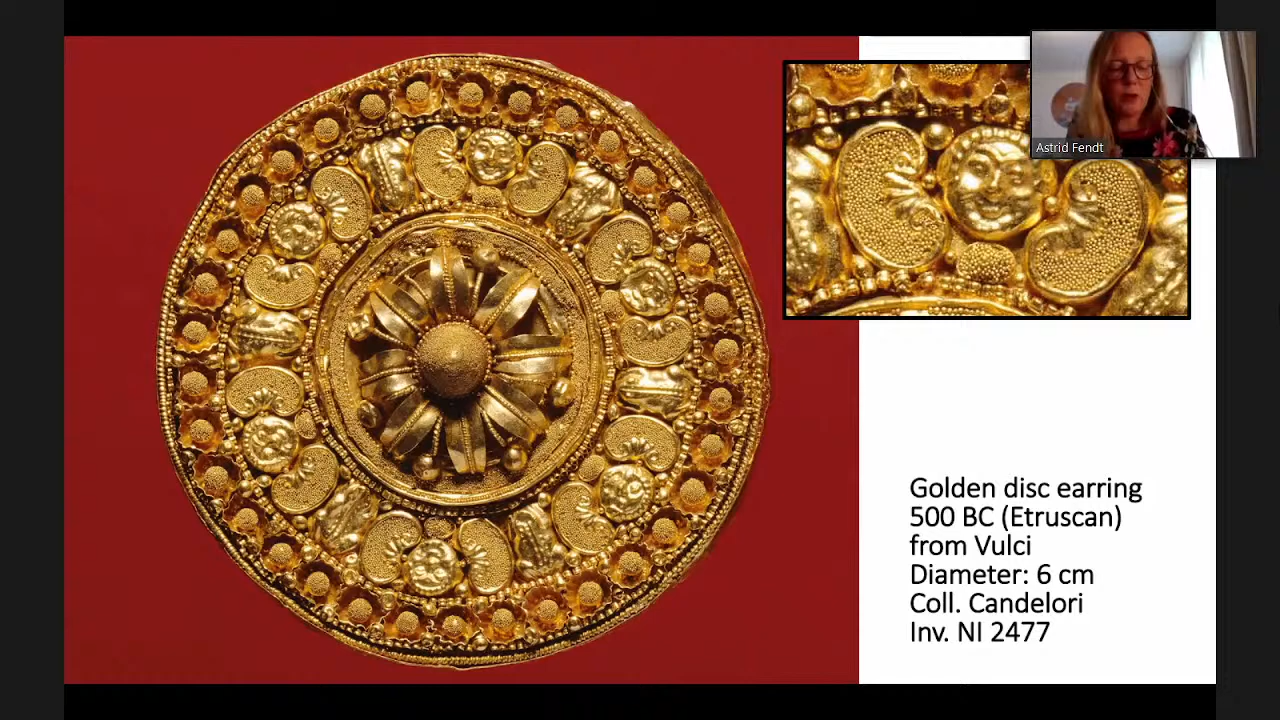 Astrid Fendt
Golden disc earring
500 BC (Etruscan)
from Vulci
Diameter: 6 cm
Coll. Candelori
Inv. NI 2477